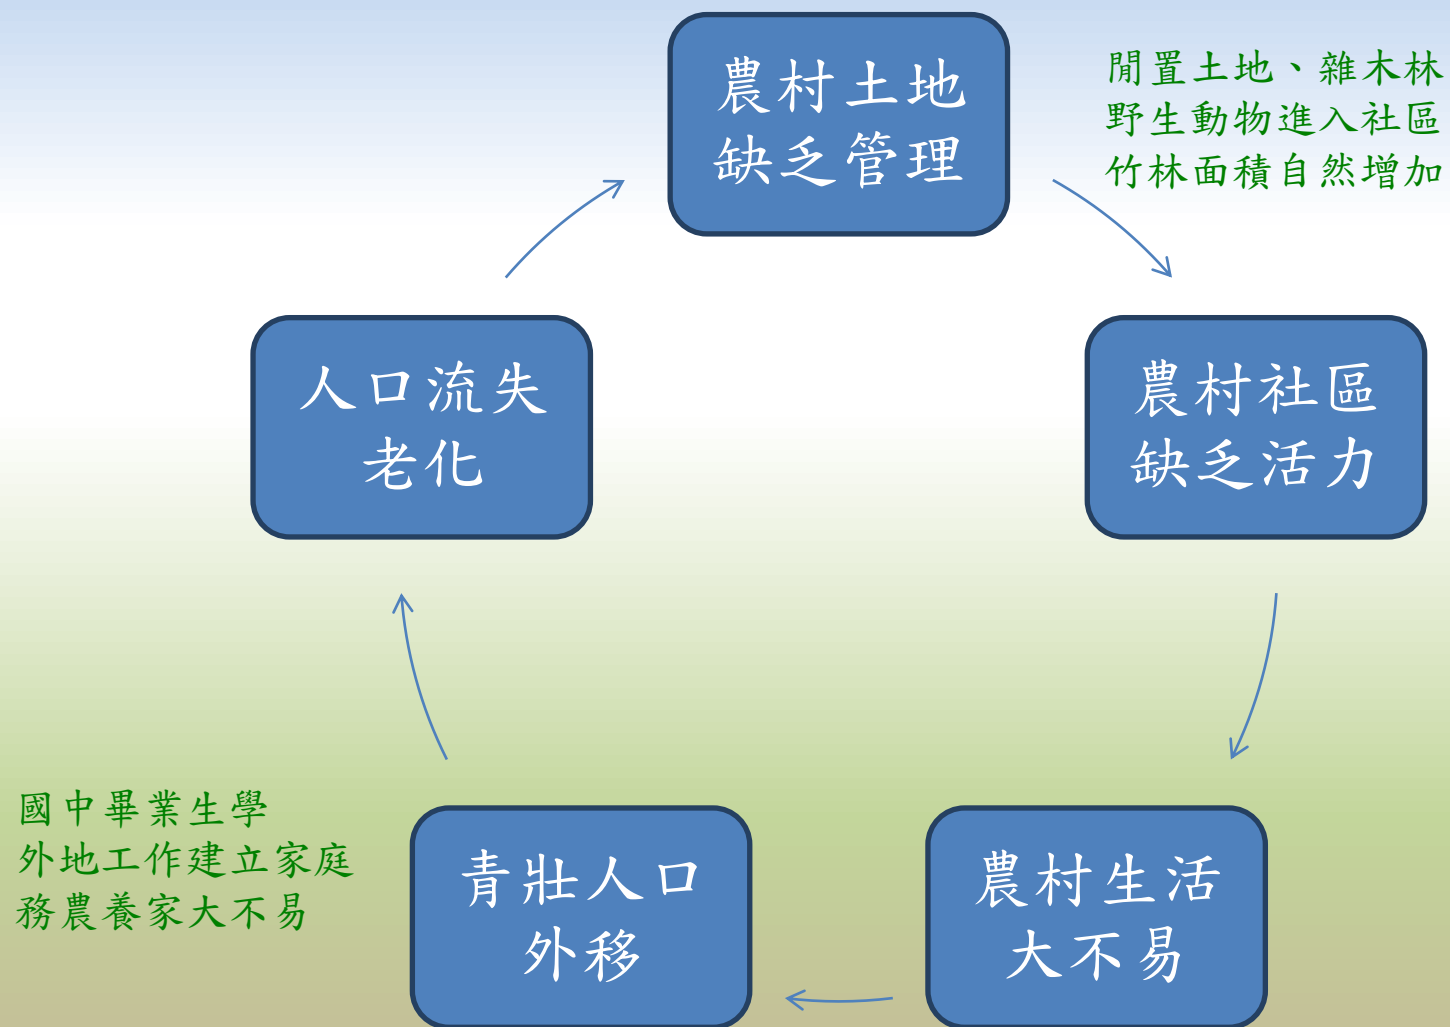 農村土地
缺乏管理
閒置土地、雜木林
野生動物進入社區
竹林面積自然增加
農村社區
缺乏活力
農村生活
大不易
青壯人口
外移
國中畢業生學
外地工作建立家庭
務農養家大不易
人口流失
老化